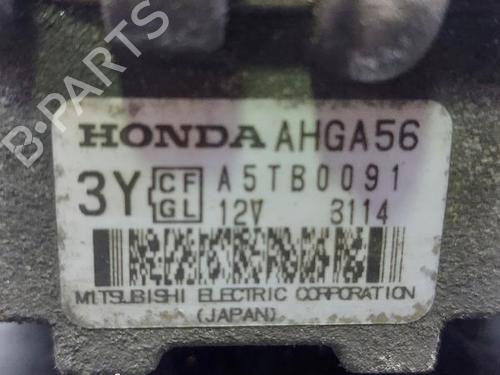 HONDA AHGA56
3Y CF GL A5TB0091
12V 3114
MITSUBISHI ELECTRIC CORPORATION
(JAPAN)
B-PARTS